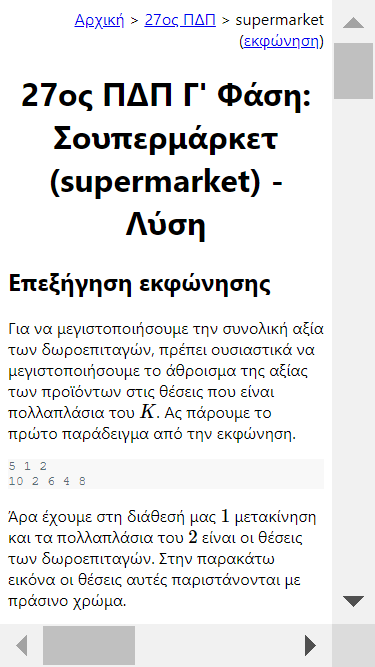 Αρχική > 27ος ΠΔΠ > supermarket
(εκφώνηση)
27ος ΠΔΠ Γ' Φάση:
Σουπερμάρκετ
(supermarket) -
Λύση
Επεξήγηση εκφώνησης
Για να μεγιστοποιήσουμε την συνολική αξία
των δωροεπιταγών, πρέπει ουσιαστικά να
μεγιστοποιήσουμε το άθροισμα της αξίας
των προϊόντων στις θέσεις που είναι
πολλαπλάσια του K. Ας πάρουμε το
πρώτο παράδειγμα από την εκφώνηση.
5 1 2
10 2 6 4 8
Άρα έχουμε στη διάθεσή μας 1 μετακίνηση
και τα πολλαπλάσια του 2 είναι οι θέσεις
των δωροεπιταγών. Στην παρακάτω
εικόνα οι θέσεις αυτές παριστάνονται με
πράσινο χρώμα.